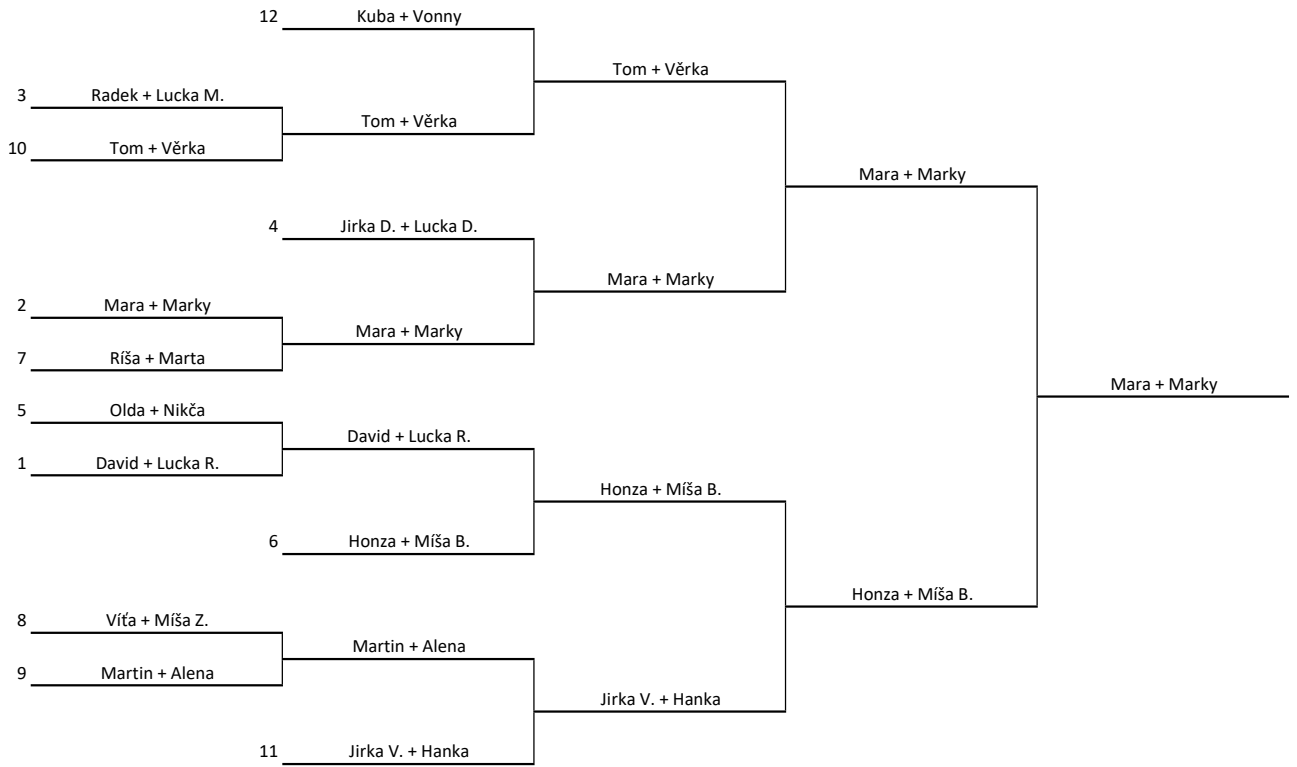 12 Kuba + Vonny
Tom + Věrka
3 Radek + Lucka M.
Tom + Věrka
10 Tom + Věrka
Mara + Marky
4 Jirka D. + Lucka D.
Mara + Marky
2 Mara + Marky
Mara + Marky
7 Ríša + Marta
Mara + Marky
5 Olda + Nikča
David + Lucka R.
1 David + Lucka R.
Honza + Míša B.
6 Honza + Míša B.
Honza + Míša B.
8 Víťa + Míša Z.
Martin + Alena
9 Martin + Alena
Jirka V. + Hanka
11 Jirka V. + Hanka